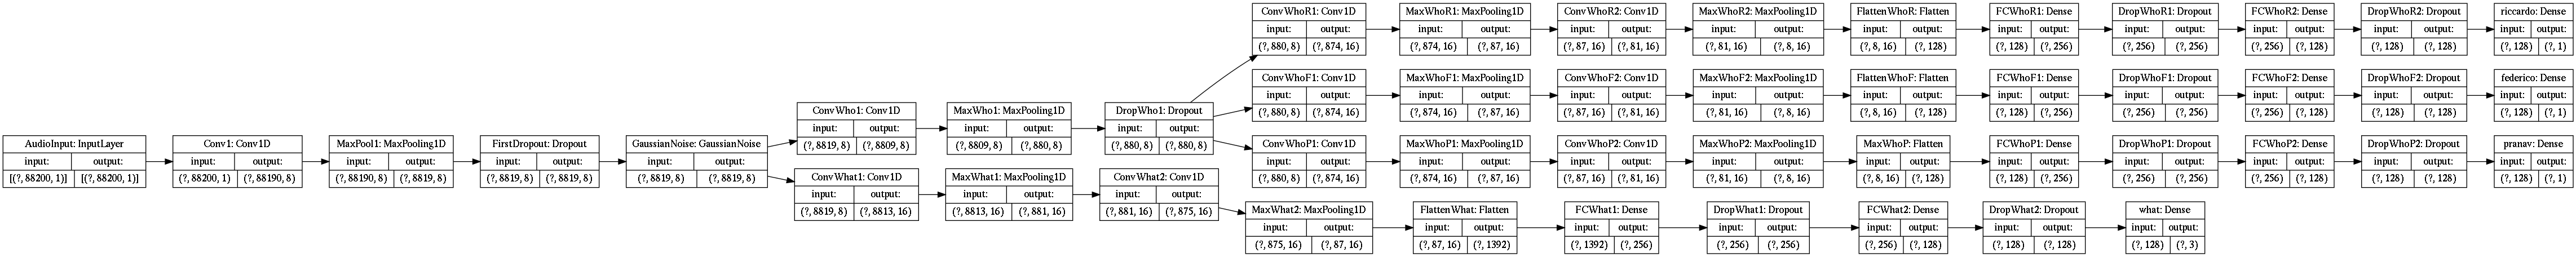 AudioInput: InputLayer
input: output:
[(?, 88200, 1)] [(?, 88200, 1)]
Conv1: Conv1D
input: output:
(?, 88200, 1) (?, 88190, 8)
MaxPool1: MaxPooling1D
input: output:
(?, 88190, 8) (?, 8819, 8)
FirstDropout: Dropout
input: output:
(?, 8819, 8) (?, 8819, 8)
GaussianNoise: GaussianNoise
input: output:
(?, 8819, 8) (?, 8819, 8)
ConvWho1: Conv1D
input: output:
(?, 8819, 8) (?, 8809, 8)
MaxWho1: MaxPooling1D
input: output:
(?, 8809, 8) (?, 880, 8)
DropWho1: Dropout
input: output:
(?, 880, 8) (?, 880, 8)
ConvWhoR1: Conv1D
input: output:
(?, 880, 8) (?, 874, 16)
MaxWhoR1: MaxPooling1D
input: output:
(?, 874, 16) (?, 87, 16)
ConvWhoR2: Conv1D
input: output:
(?, 87, 16) (?, 81, 16)
MaxWhoR2: MaxPooling1D
input: output:
(?, 81, 16) (?, 8, 16)
FlattenWhoR: Flatten
input: output:
(?, 8, 16) (?, 128)
FCWhoR1: Dense
input: output:
(?, 128) (?, 256)
DropWhoR1: Dropout
input: output:
(?, 256) (?, 256)
FCWhoR2: Dense
input: output:
(?, 256) (?, 128)
DropWhoR2: Dropout
input: output:
(?, 128) (?, 128)
riccardo: Dense
input: output:
(?, 128) (?, 1)
ConvWhoF1: Conv1D
input: output:
(?, 880, 8) (?, 874, 16)
MaxWhoF1: MaxPooling1D
input: output:
(?, 874, 16) (?, 87, 16)
ConvWhoF2: Conv1D
input: output:
(?, 87, 16) (?, 81, 16)
MaxWhoF2: MaxPooling1D
input: output:
(?, 81, 16) (?, 8, 16)
FlattenWhoF: Flatten
input: output:
(?, 8, 16) (?, 128)
FCWhoF1: Dense
input: output:
(?, 128) (?, 256)
DropWhoF1: Dropout
input: output:
(?, 256) (?, 256)
FCWhoF2: Dense
input: output:
(?, 256) (?, 128)
DropWhoF2: Dropout
input: output:
(?, 128) (?, 128)
federico: Dense
input: output:
(?, 128) (?, 1)
ConvWhoP1: Conv1D
input: output:
(?, 880, 8) (?, 874, 16)
MaxWhoP1: MaxPooling1D
input: output:
(?, 874, 16) (?, 87, 16)
ConvWhoP2: Conv1D
input: output:
(?, 87, 16) (?, 81, 16)
MaxWhoP2: MaxPooling1D
input: output:
(?, 81, 16) (?, 8, 16)
MaxWhoP: Flatten
input: output:
(?, 8, 16) (?, 128)
FCWhoP1: Dense
input: output:
(?, 128) (?, 256)
DropWhoP1: Dropout
input: output:
(?, 256) (?, 256)
FCWhoP2: Dense
input: output:
(?, 256) (?, 128)
DropWhoP2: Dropout
input: output:
(?, 128) (?, 128)
pranav: Dense
input: output:
(?, 128) (?, 1)
ConvWhat1: Conv1D
input: output:
(?, 8819, 8) (?, 8813, 16)
MaxWhat1: MaxPooling1D
input: output:
(?, 8813, 16) (?, 881, 16)
ConvWhat2: Conv1D
input: output:
(?, 881, 16) (?, 875, 16)
MaxWhat2: MaxPooling1D
input: output:
(?, 875, 16) (?, 87, 16)
FlattenWhat: Flatten
input: output:
(?, 87, 16) (?, 1392)
FCWhat1: Dense
input: output:
(?, 1392) (?, 256)
DropWhat1: Dropout
input: output:
(?, 256) (?, 256)
FCWhat2: Dense
input: output:
(?, 256) (?, 128)
DropWhat2: Dropout
input: output:
(?, 128) (?, 128)
what: Dense
input: output:
(?, 128) (?, 3)